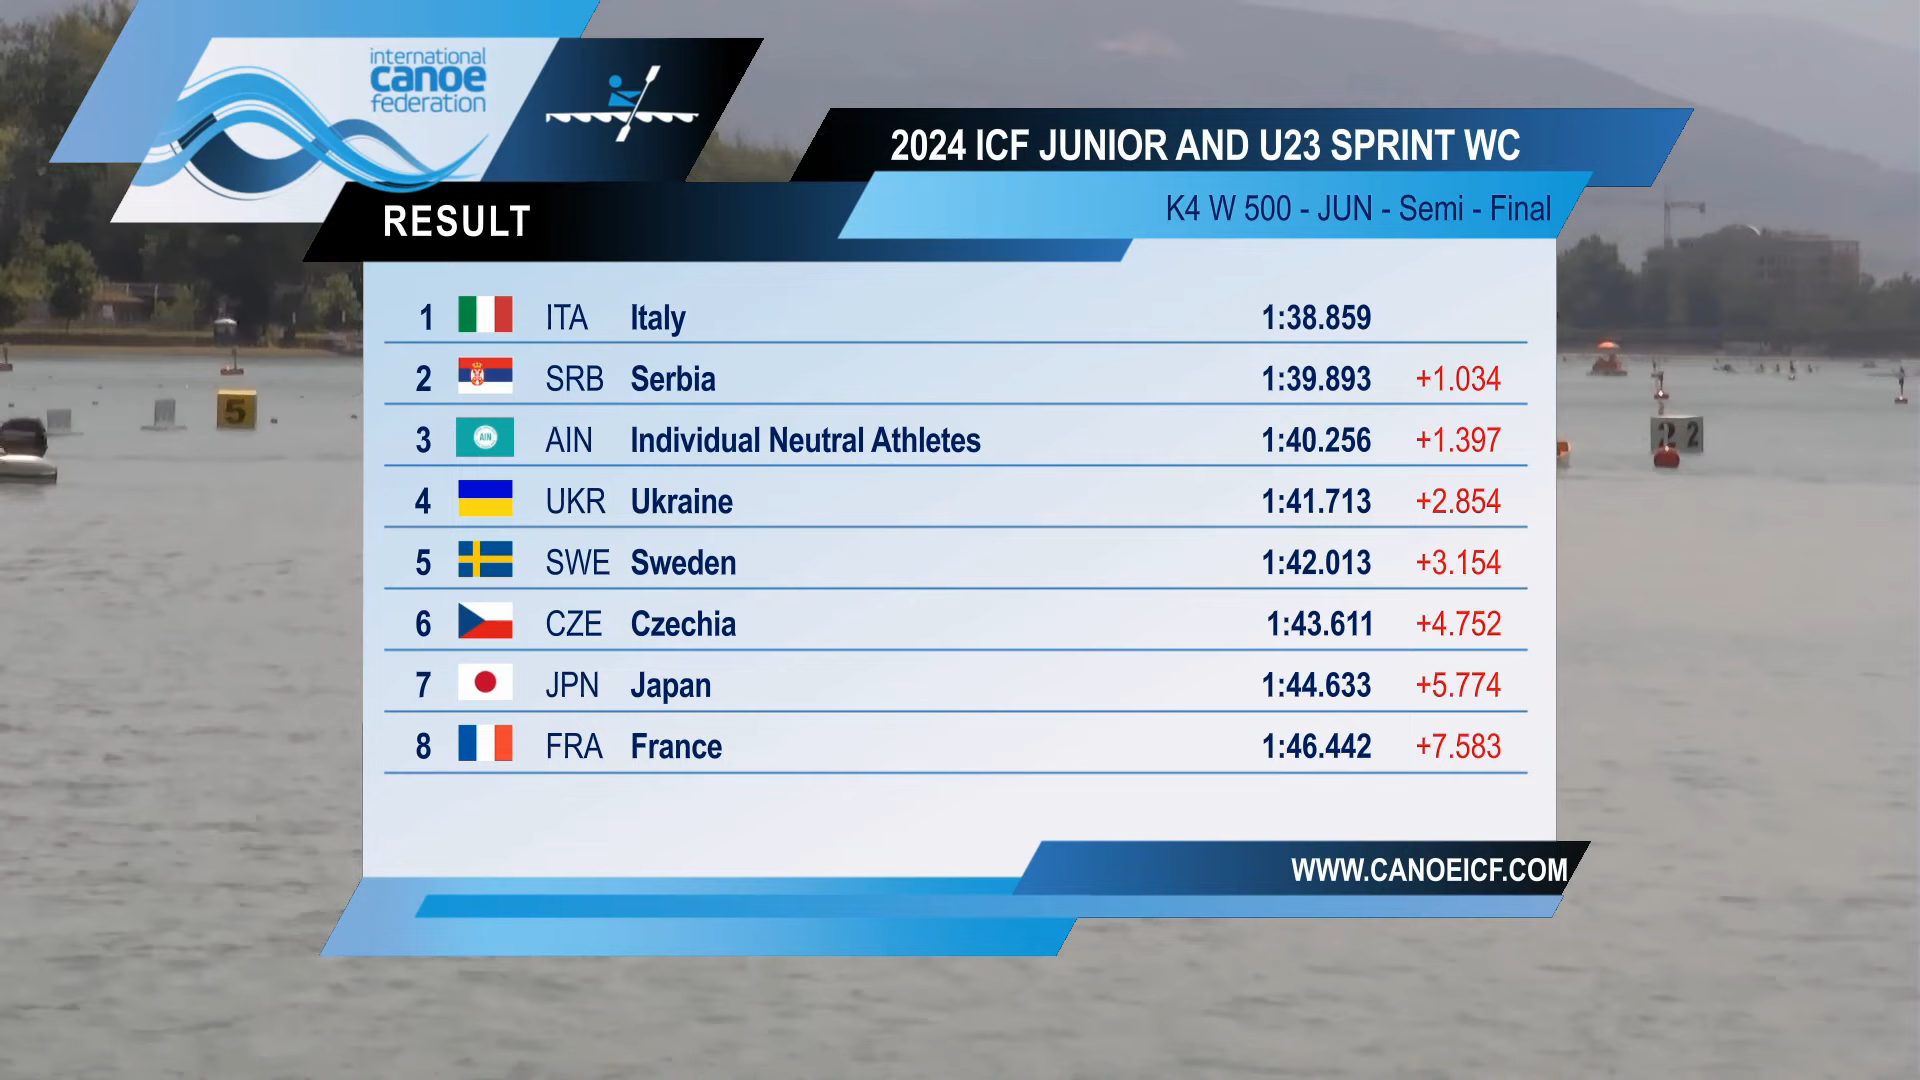 international
canoe
federation
2024 ICF JUNIOR AND U23 SPRINT WC
K4 W 500 - JUN - Semi - Final
RESULT
1 ITA Italy 1:38.859
2 SRB Serbia 1:39.893 +1.034
3 AIN AIN Individual Neutral Athletes 1:40.256 +1.397
4 UKR Ukraine 1:41.713 +2.854
5 SWE Sweden 1:42.013 +3.154
6 CZE Czechia 1:43.611 +4.752
7 JPN Japan 1:44.633 +5.774
8 FRA France 1:46.442 +7.583
5
2 2
WWW.CANOEICF.COM